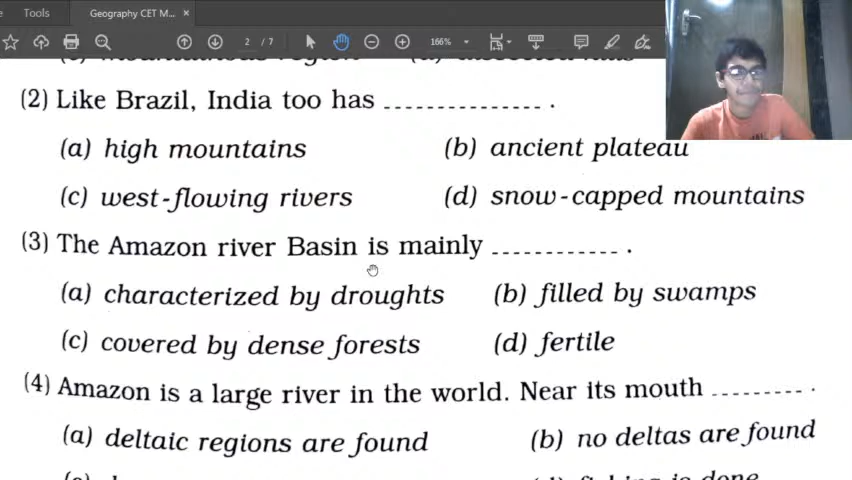 Tools
Geography CET M... ×
2 / 7
166%
(2) Like Brazil, India too has _______________ .
(a) high mountains (b) ancient plateau
(c) west-flowing rivers (d) snow-capped mountains
(3) The Amazon river Basin is mainly ____________ .
(a) characterized by droughts (b) filled by swamps
(c) covered by dense forests (d) fertile
(4) Amazon is a large river in the world. Near its mouth _________ .
(a) deltaic regions are found (b) no deltas are found